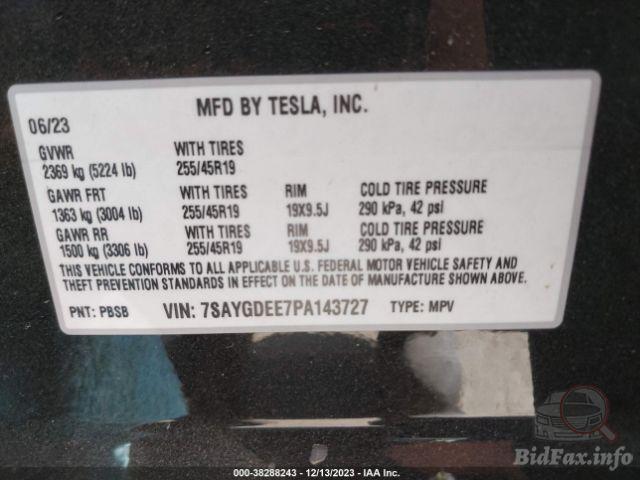 MFD BY TESLA, INC.
06/23
GVWR WITH TIRES
2369 kg (5224 lb) 255/45R19
GAWR FRT WITH TIRES RIM COLD TIRE PRESSURE
1363 kg (3004 lb) 255/45R19 19X9.5J 290 kPa, 42 psi
GAWR RR WITH TIRES RIM COLD TIRE PRESSURE
1500 kg (3306 lb) 255/45R19 19X9.5J 290 kPa, 42 psi
THIS VEHICLE CONFORMS TO ALL APPLICABLE U.S. FEDERAL MOTOR VEHICLE SAFETY AND
THEFT PREVENTION STANDARDS IN EFFECT ON THE DATE OF MANUFACTURE SHOWN ABOVE.
PNT: PBSB VIN: 7SAYGDEE7PA143727 TYPE: MPV
BidFax.info
000-38288243 - 12/13/2023 - IAA Inc.